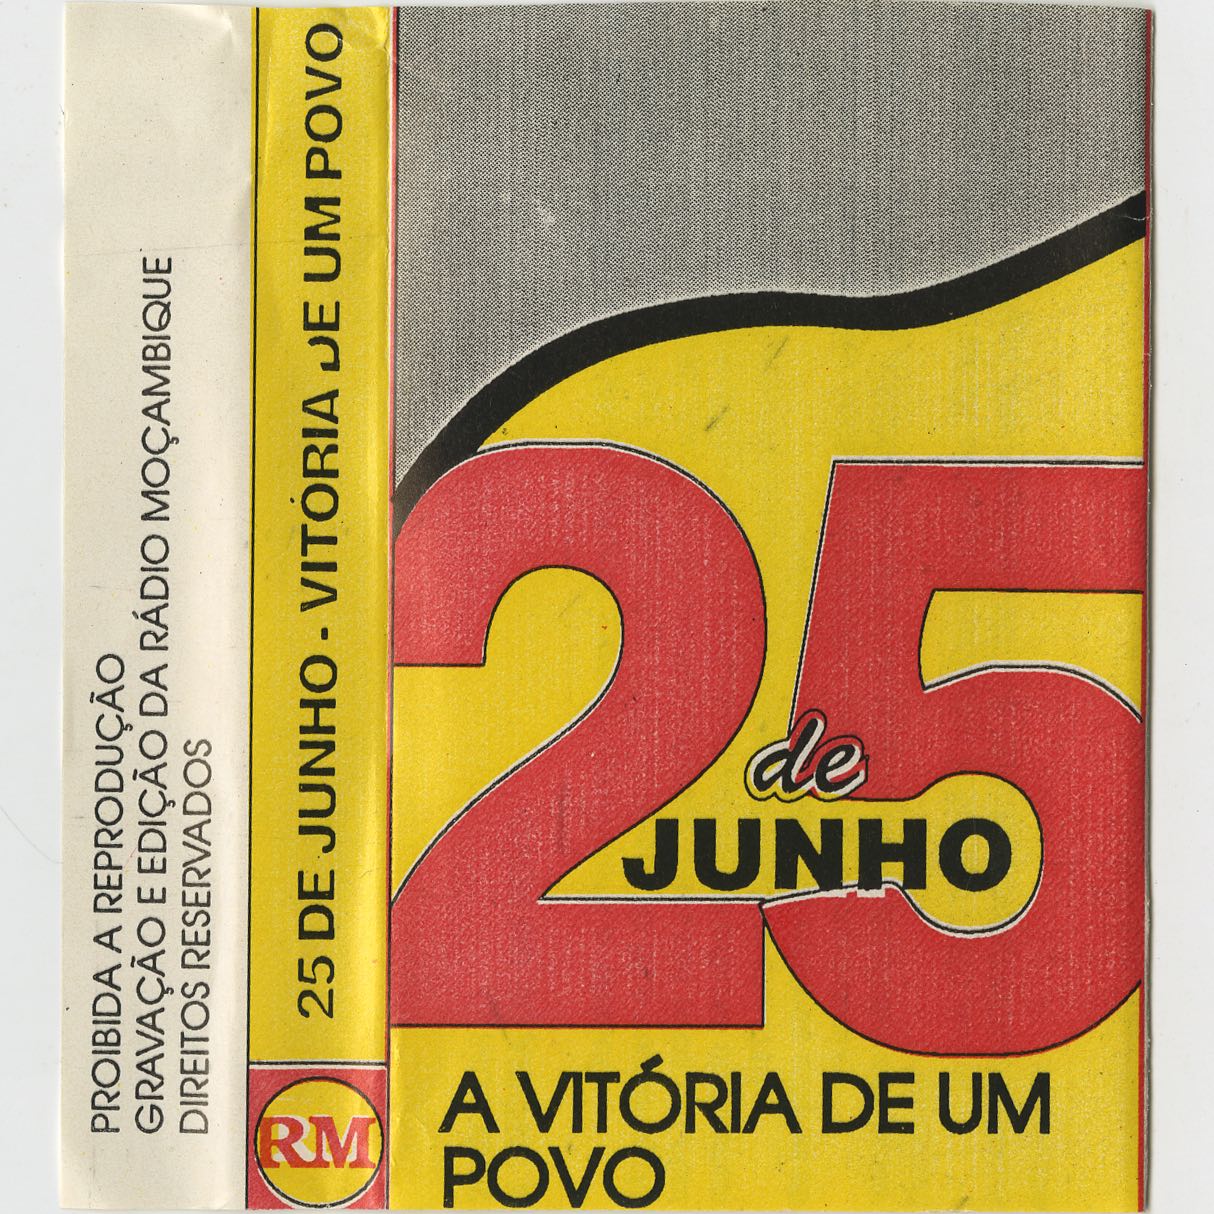 PROIBIDA A REPRODUÇÃO
GRAVAÇÃO E EDIÇÃO DA RÁDIO MOÇAMBIQUE
DIREITOS RESERVADOS
25 DE JUNHO - VITÓRIA DE UM POVO
RM
25
de
JUNHO
A VITÓRIA DE UM
POVO